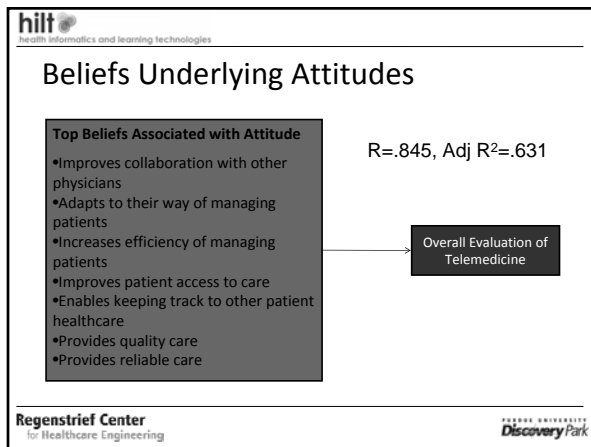 hilt
health informatics and learning technologies
Beliefs Underlying Attitudes
Top Beliefs Associated with Attitude
•Improves collaboration with other
physicians
•Adapts to their way of managing
patients
•Increases efficiency of managing
patients
•Improves patient access to care
•Enables keeping track to other patient
healthcare
•Provides quality care
•Provides reliable care
R=.845, Adj R²=.631
Overall Evaluation of
Telemedicine
Regenstrief Center
for Healthcare Engineering
PURDUE UNIVERSITY
Discovery Park